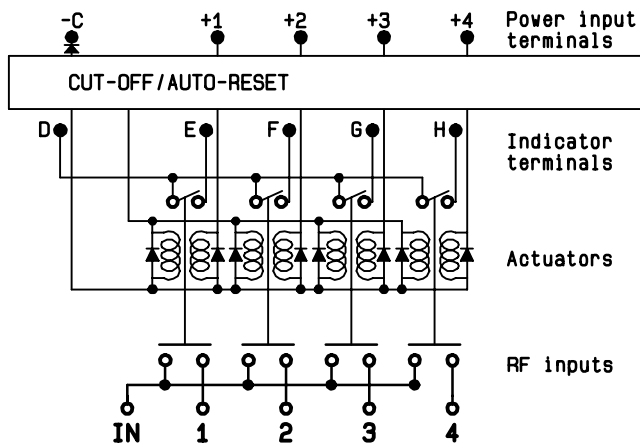 -C +1 +2 +3 +4 Power input
terminals
CUT-OFF/AUTO-RESET
D E F G H Indicator
terminals
Actuators
RF inputs
IN 1 2 3 4